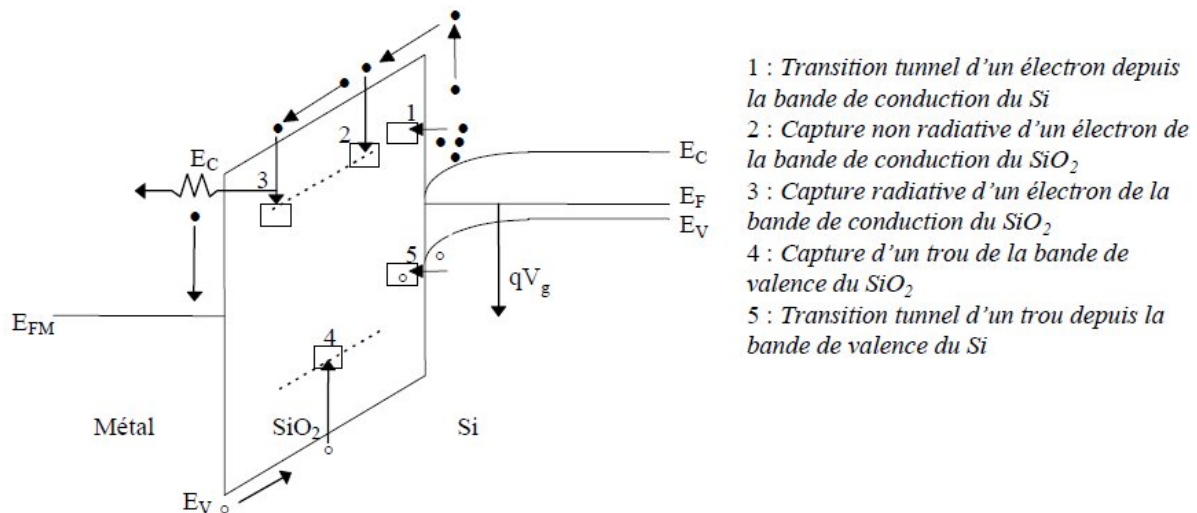 1 : Transition tunnel d’un électron depuis
la bande de conduction du Si
2 : Capture non radiative d’un électron de
la bande de conduction du SiO2
3 : Capture radiative d’un électron de la
bande de conduction du SiO2
4 : Capture d’un trou de la bande de
valence du SiO2
5 : Transition tunnel d’un trou depuis la
bande de valence du Si
1
2
EC
3
EC
EF
EV
5
qVg
EFM
4
Métal
SiO2
Si
EV